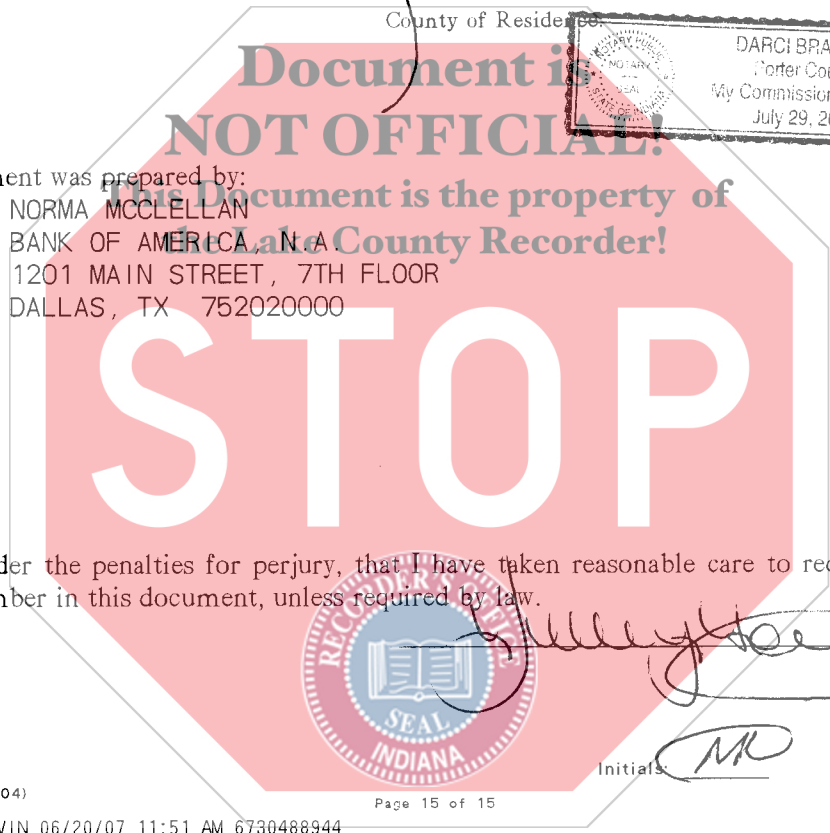 County of Residence:
DARCI BRA
Porter Cou
My Commission
July 29, 20
NOTARY PUBLIC
NOTARY
SEAL
STATE OF INDIANA
Document is
NOT OFFICIAL!
This Document is the property of
the Lake County Recorder!
ment was prepared by:
NORMA MCCLELLAN
BANK OF AMERICA, N.A.
1201 MAIN STREET, 7TH FLOOR
DALLAS, TX 752020000
STOP
der the penalties for perjury, that I have taken reasonable care to red
nber in this document, unless required by law.
RECORDER'S OFFICE
SEAL
INDIANA
Initials:
04)
Page 15 of 15
VIN 06/20/07 11:51 AM 6730488944